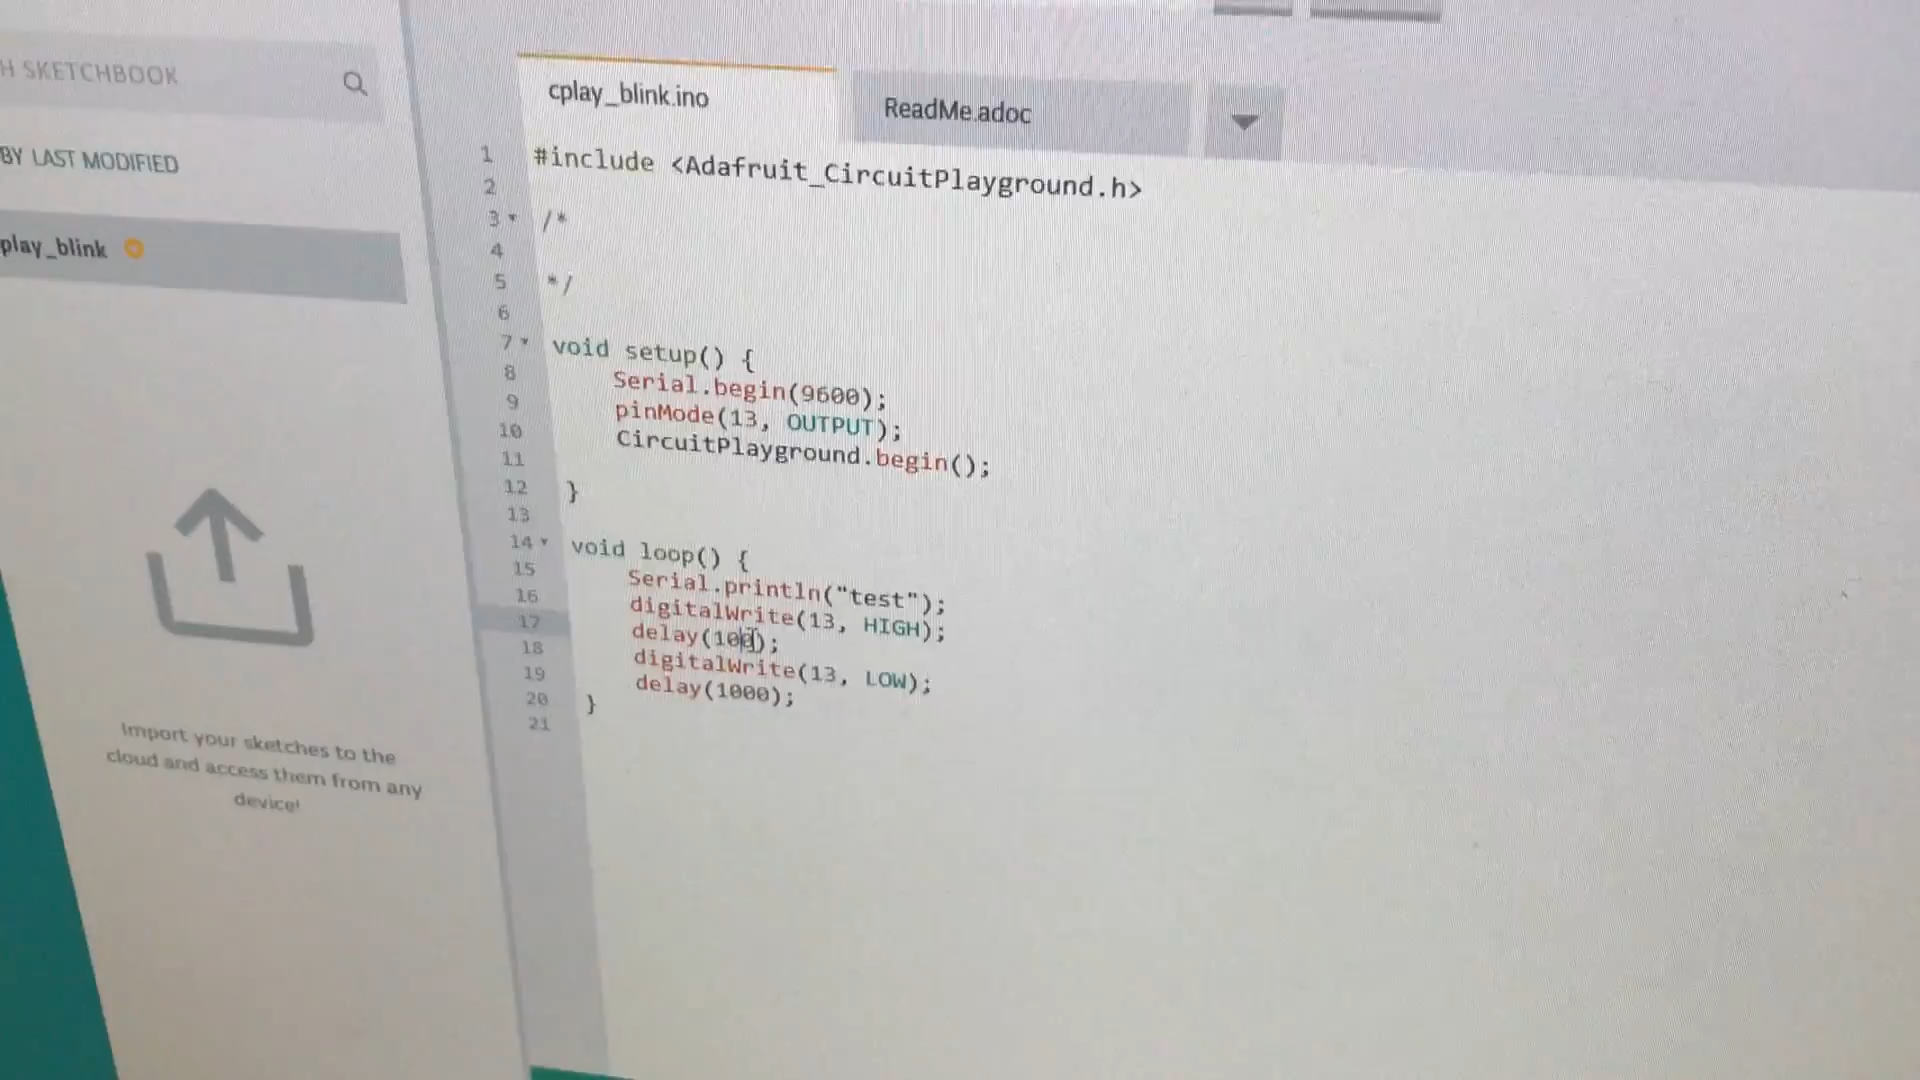 H SKETCHBOOK
BY LAST MODIFIED
play_blink
Import your sketches to the
cloud and access them from any
device!
cplay_blink.ino
ReadMe.adoc
1 #include <Adafruit_CircuitPlayground.h>
2
3 /*
4
5 */
6
7 void setup() {
8 Serial.begin(9600);
9 pinMode(13, OUTPUT);
10 CircuitPlayground.begin();
11
12 }
13
14 void loop() {
15 Serial.println("test");
16 digitalWrite(13, HIGH);
17 delay(100);
18 digitalWrite(13, LOW);
19 delay(1000);
20 }
21